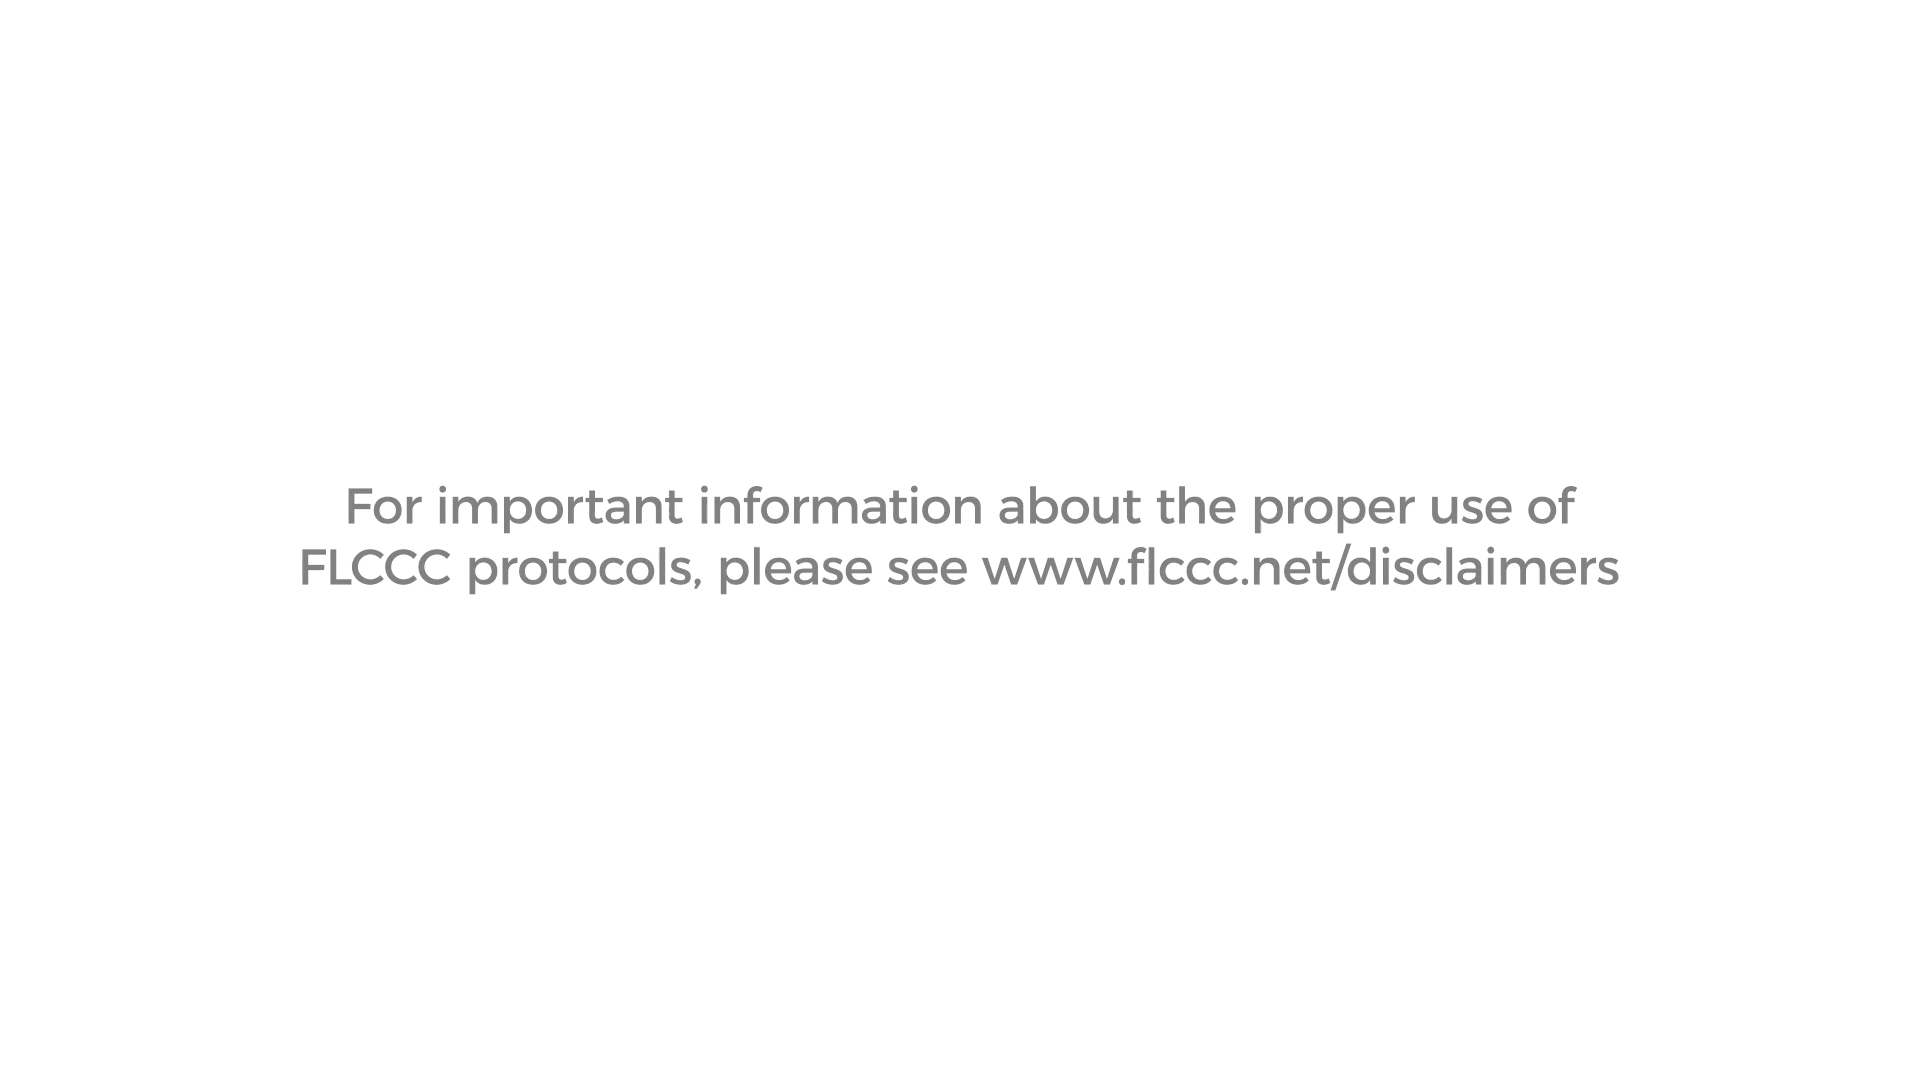 For important information about the proper use of
FLCCC protocols, please see www.flccc.net/disclaimers